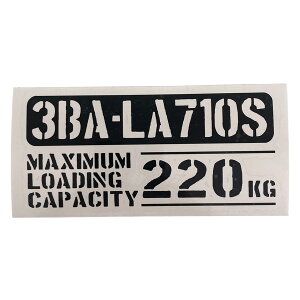 3BA-LA710S
MAXIMUM
LOADING
CAPACITY
220 KG